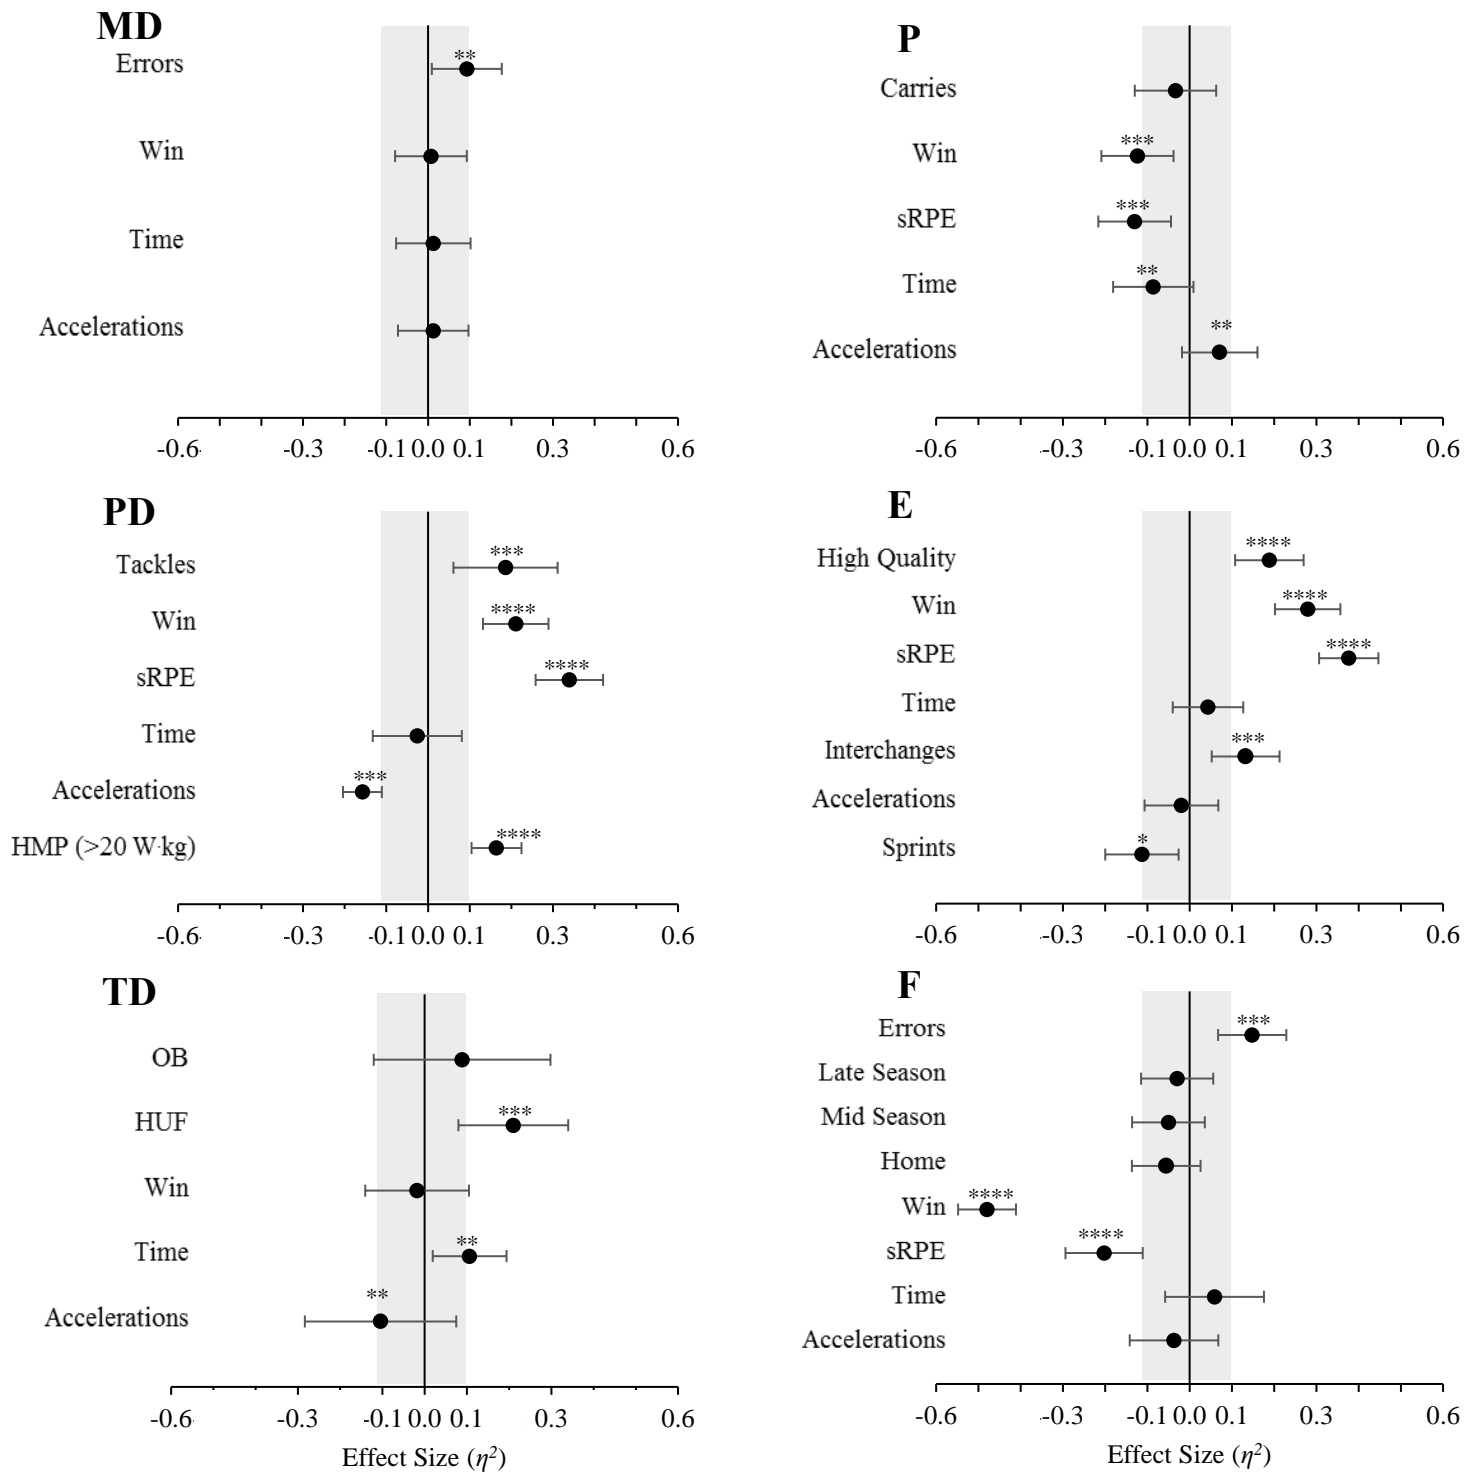 MD
Errors
**
Win
Time
Accelerations
-0.6 -0.3 -0.1 0.0 0.1 0.3 0.6
P
Carries
Win
***
sRPE
***
Time
**
Accelerations
**
-0.6 -0.3 -0.1 0.0 0.1 0.3 0.6
PD
Tackles
***
Win
****
sRPE
****
Time
Accelerations
***
HMP (>20 W·kg)
****
-0.6 -0.3 -0.1 0.0 0.1 0.3 0.6
E
High Quality
****
Win
****
sRPE
****
Time
Interchanges
***
Accelerations
Sprints
*
-0.6 -0.3 -0.1 0.0 0.1 0.3 0.6
TD
OB
HUF
***
Win
Time
**
Accelerations
**
-0.6 -0.3 -0.1 0.0 0.1 0.3 0.6
Effect Size (η²)
F
Errors
***
Late Season
Mid Season
Home
Win
****
sRPE
****
Time
Accelerations
-0.6 -0.3 -0.1 0.0 0.1 0.3 0.6
Effect Size (η²)